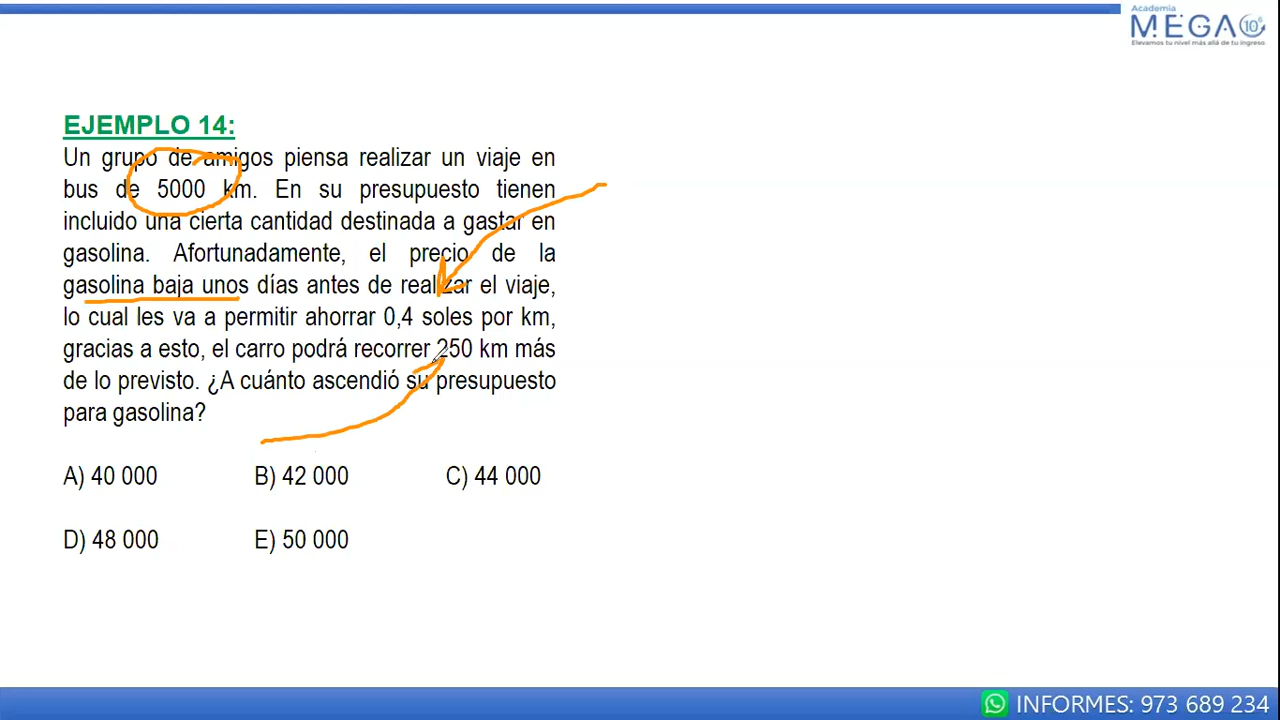 Academia
MEGA 10⁶
Elevamos tu nivel más allá de tu ingreso
EJEMPLO 14:
Un grupo de amigos piensa realizar un viaje en
bus de 5000 km. En su presupuesto tienen
incluido una cierta cantidad destinada a gastar en
gasolina. Afortunadamente, el precio de la
gasolina baja unos días antes de realizar el viaje,
lo cual les va a permitir ahorrar 0,4 soles por km,
gracias a esto, el carro podrá recorrer 250 km más
de lo previsto. ¿A cuánto ascendió su presupuesto
para gasolina?
A) 40 000 B) 42 000 C) 44 000
D) 48 000 E) 50 000
INFORMES: 973 689 234